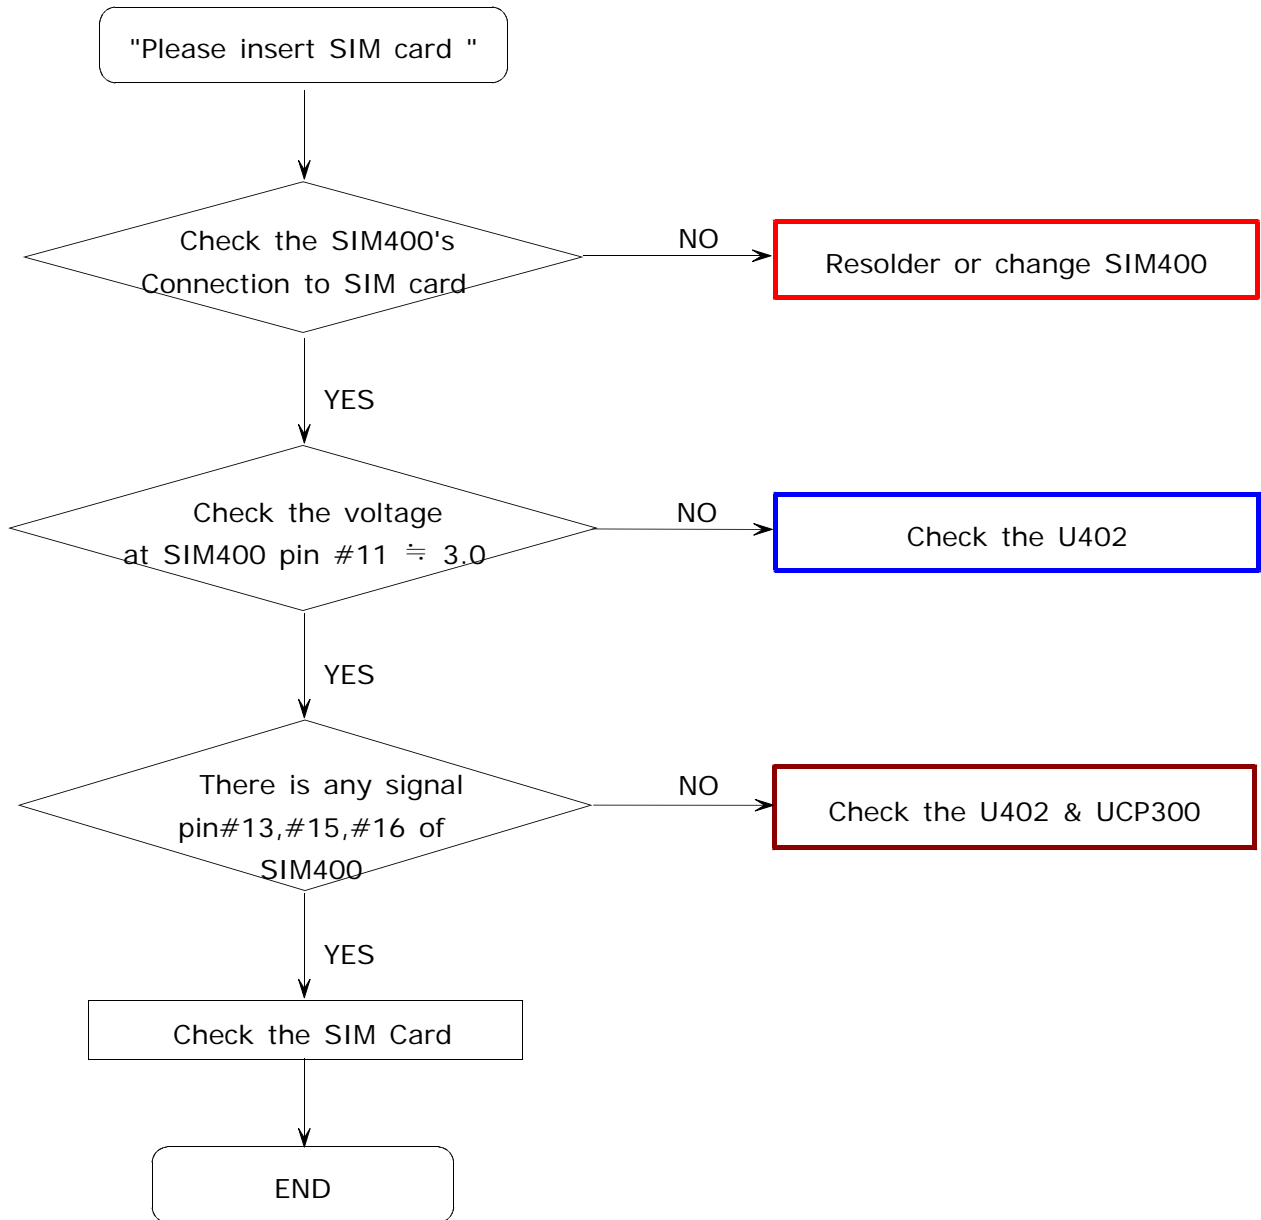 "Please insert SIM card "
Check the SIM400's
Connection to SIM card
NO
Resolder or change SIM400
YES
Check the voltage
at SIM400 pin #11 ≒ 3.0
NO
Check the U402
YES
There is any signal
pin#13,#15,#16 of
SIM400
NO
Check the U402 & UCP300
YES
Check the SIM Card
END